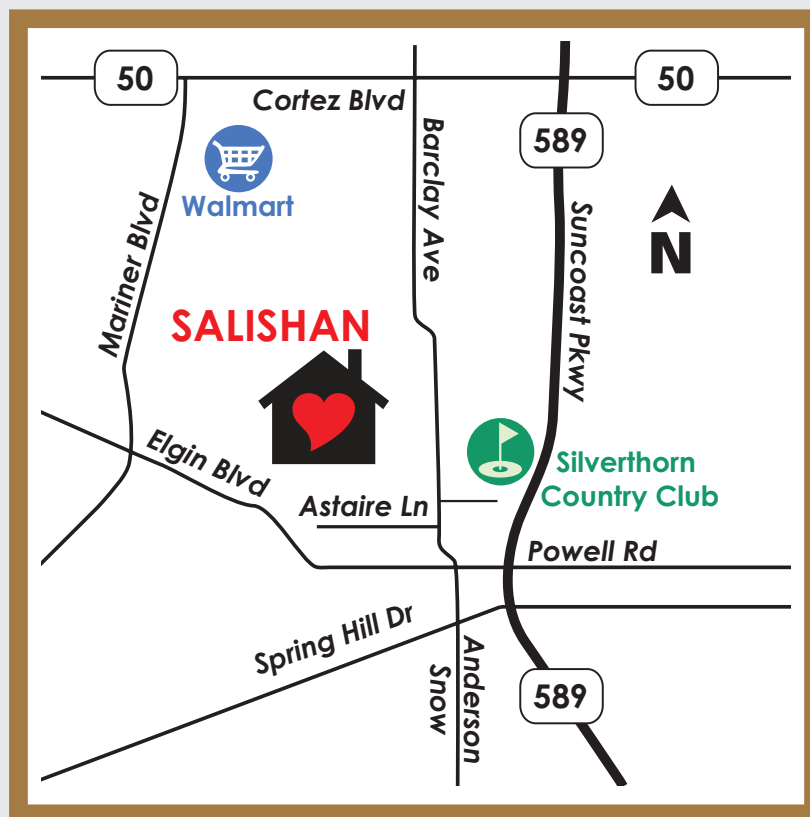 50
50
Cortez Blvd
589
Walmart
Barclay Ave
Mariner Blvd
Suncoast Pkwy
N
SALISHAN
Elgin Blvd
Silverthorn
Country Club
Astaire Ln
Powell Rd
Spring Hill Dr
Anderson
Snow
589